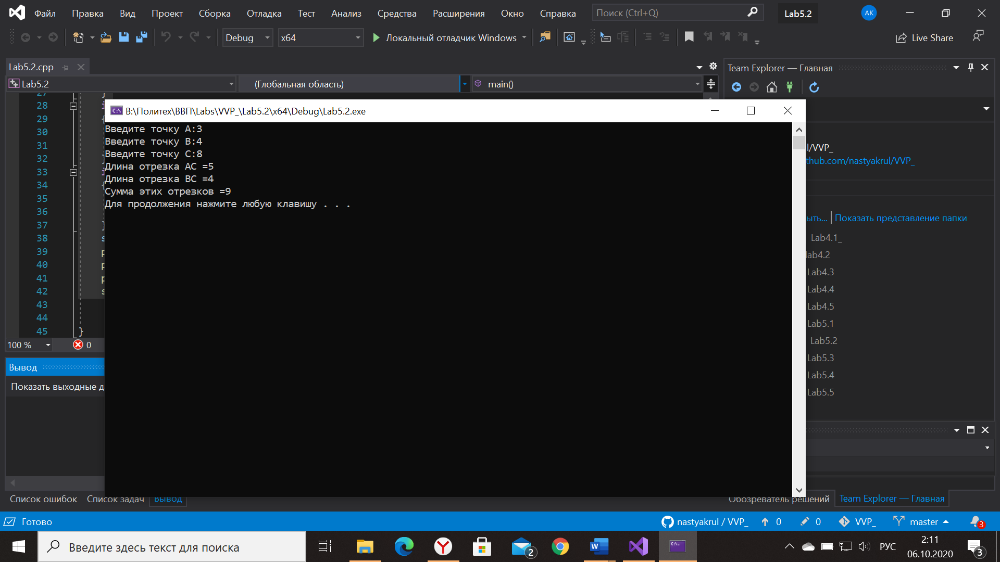 Файл Правка Вид Проект Сборка Отладка Тест Анализ Средства Расширения Окно Справка Поиск (Ctrl+Q) Lab5.2 AK
Debug x64 Локальный отладчик Windows Live Share
Lab5.2.cpp
Team Explorer — Главная
Lab5.2 (Глобальная область) main()
27 }
28
29 {
30
31
32 }
33
34 {
35
36
37 }
38 s
39 p
40 p
41 p
42 s
43
44
45 }
B:\Политех\ВВП\Labs\VVP_\Lab5.2\x64\Debug\Lab5.2.exe
Введите точку A:3
Введите точку B:4
Введите точку C:8
Длина отрезка AC =5
Длина отрезка BC =4
Сумма этих отрезков =9
Для продолжения нажмите любую клавишу . . .
/VVP_
thub.com/nastyakrul/VVP_
ыть... Показать представление папки
Lab4.1_
lab4.2
Lab4.3
Lab4.4
Lab4.5
Lab5.1
Lab5.2
Lab5.3
Lab5.4
Lab5.5
100 % 0
Вывод
Показать выходные д
Список ошибок Список задач Вывод
Обозреватель решений Team Explorer — Главная
Готово nastyakrul / VVP_ 0 0 VVP_ master 3
Введите здесь текст для поиска 2 РУС 2:11
06.10.2020 3